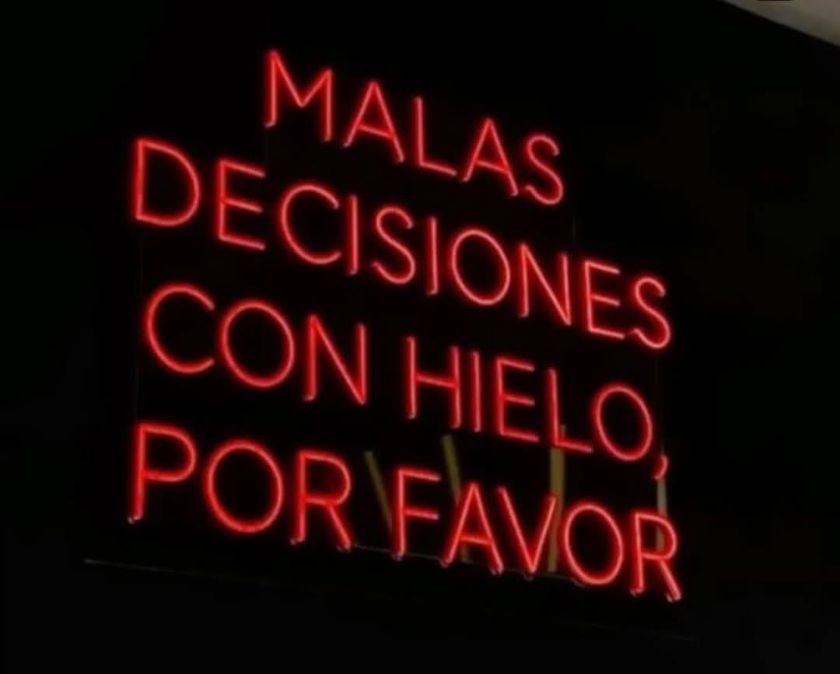 MALAS
DECISIONES
CON HIELO,
POR FAVOR